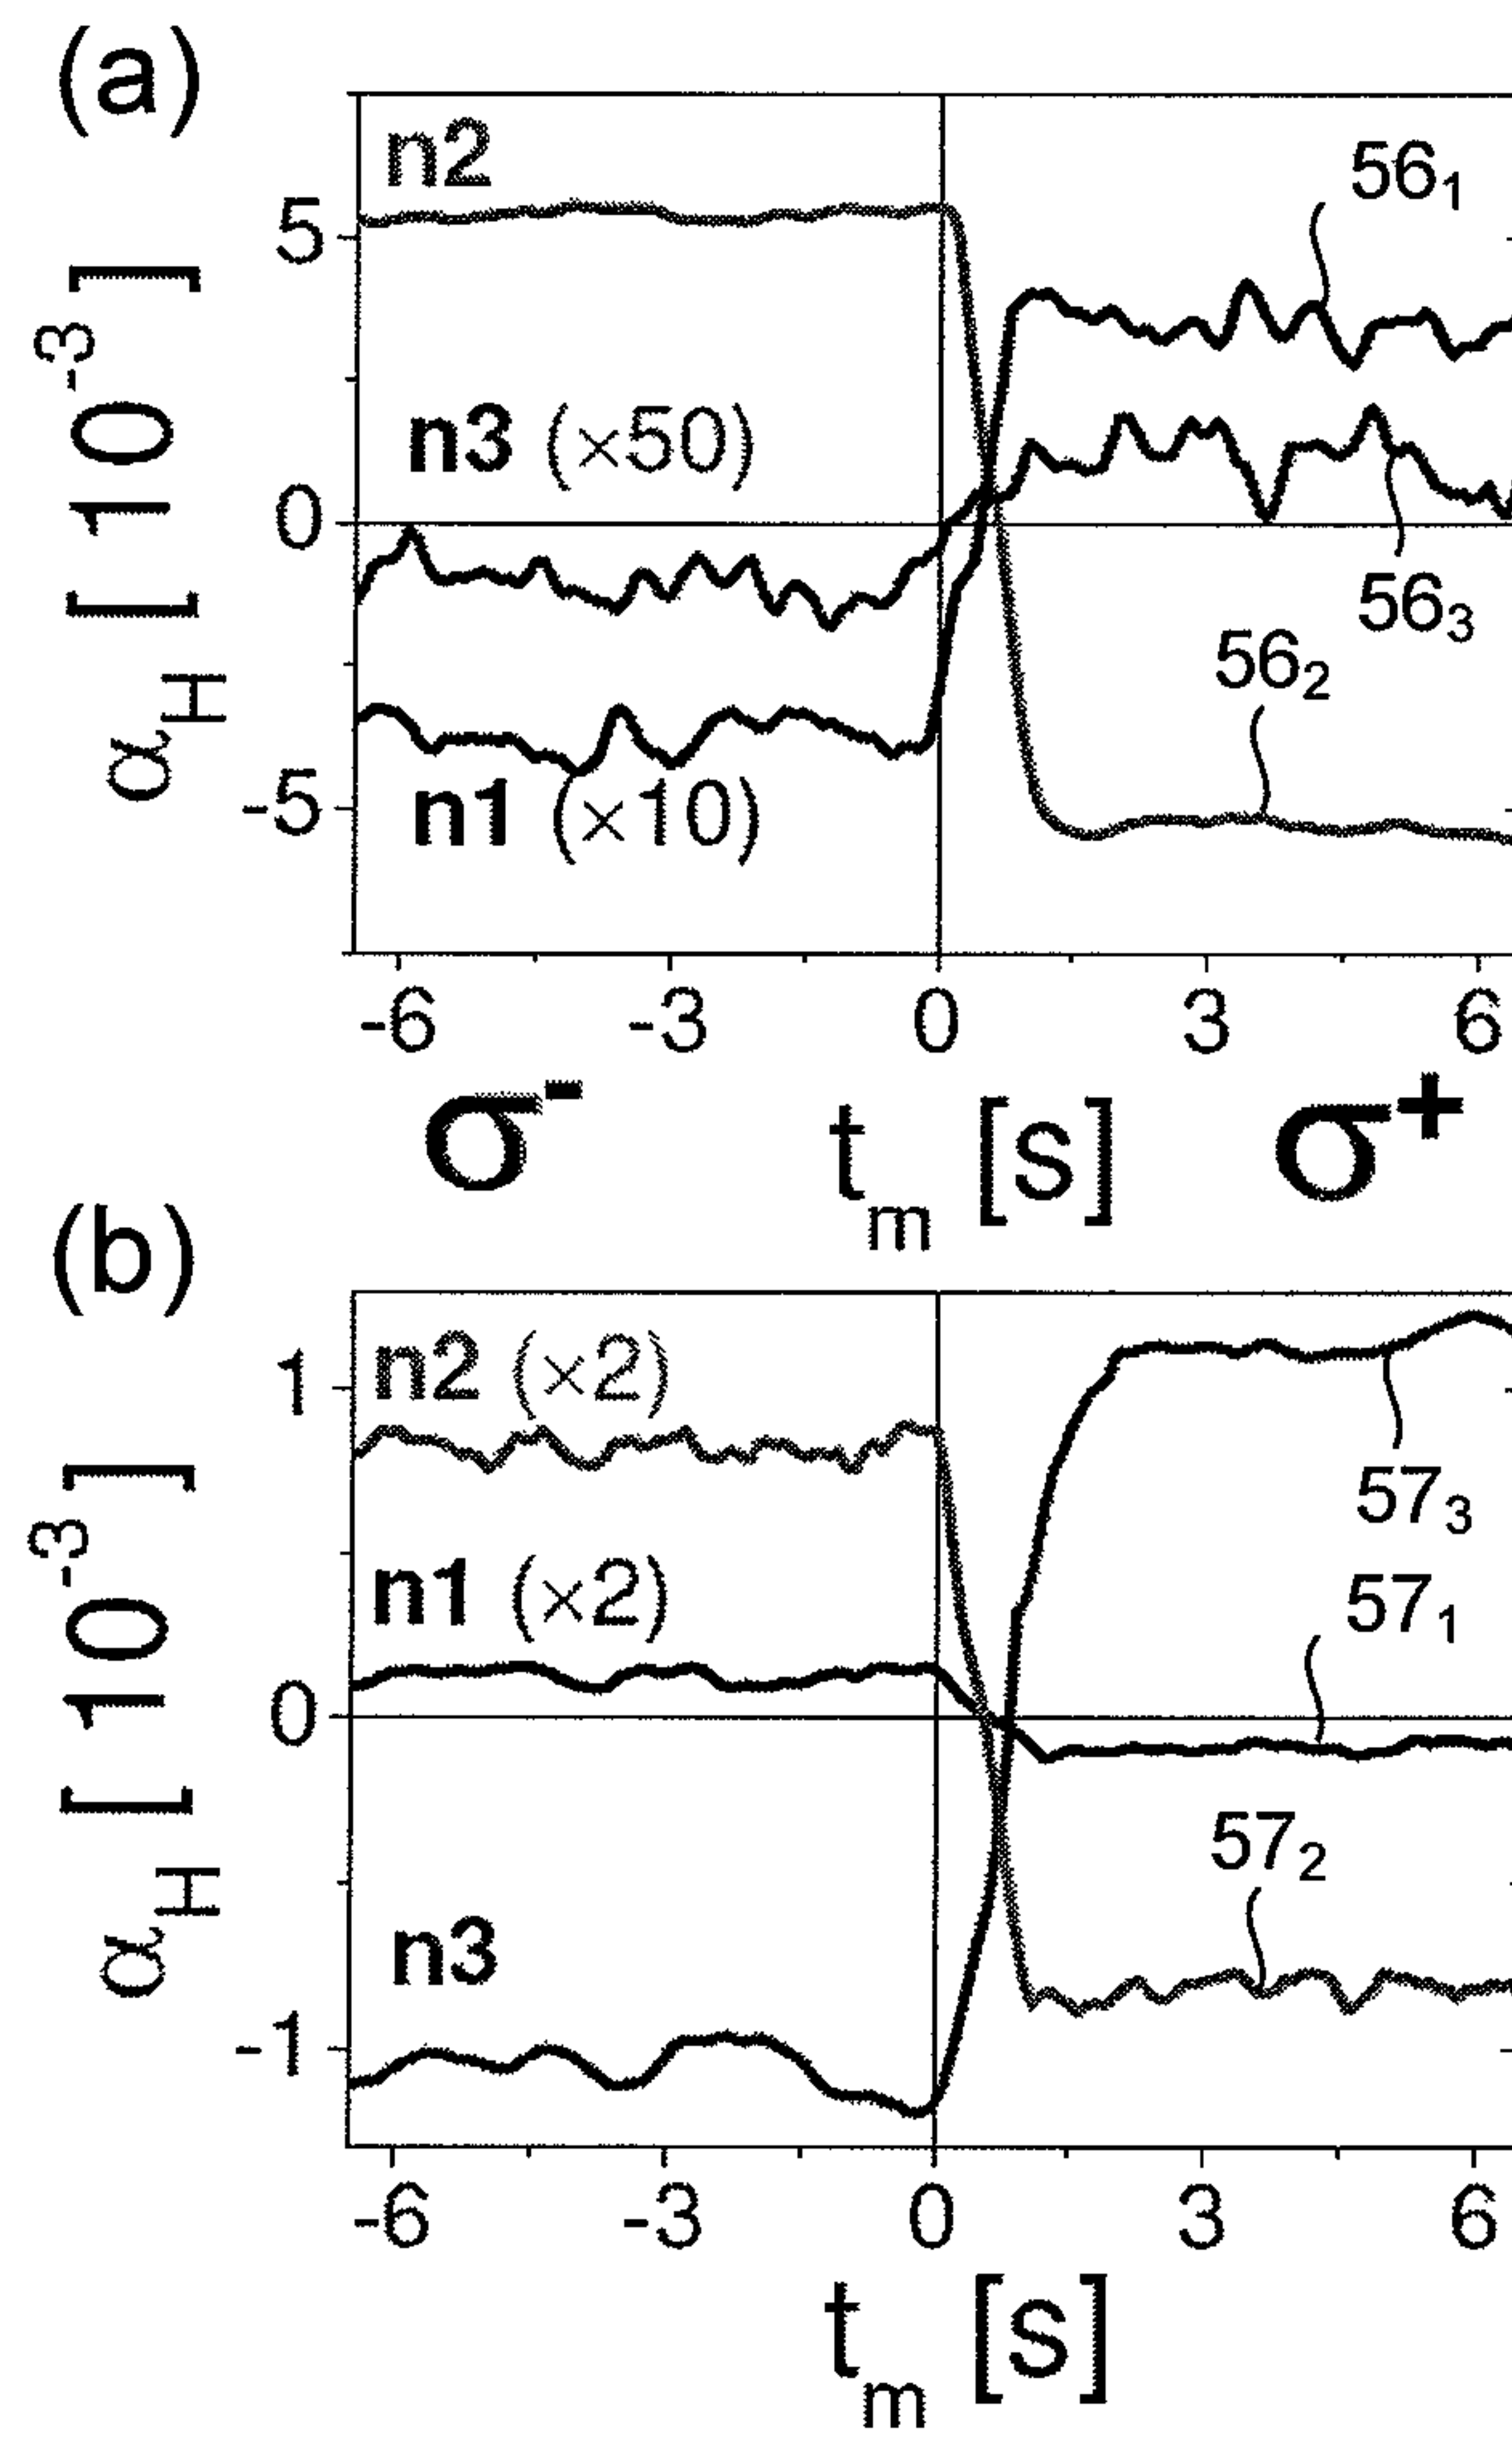 (a)
α_H [ 10^-3 ]
5
0
-5
n2
n3 (×50)
n1 (×10)
56₁
56₃
56₂
-6 -3 0 3 6
σ⁻ t_m [s] σ⁺
(b)
α_H [ 10^-3 ]
1
0
-1
n2 (×2)
n1 (×2)
n3
57₃
57₁
57₂
-6 -3 0 3 6
t_m [s]